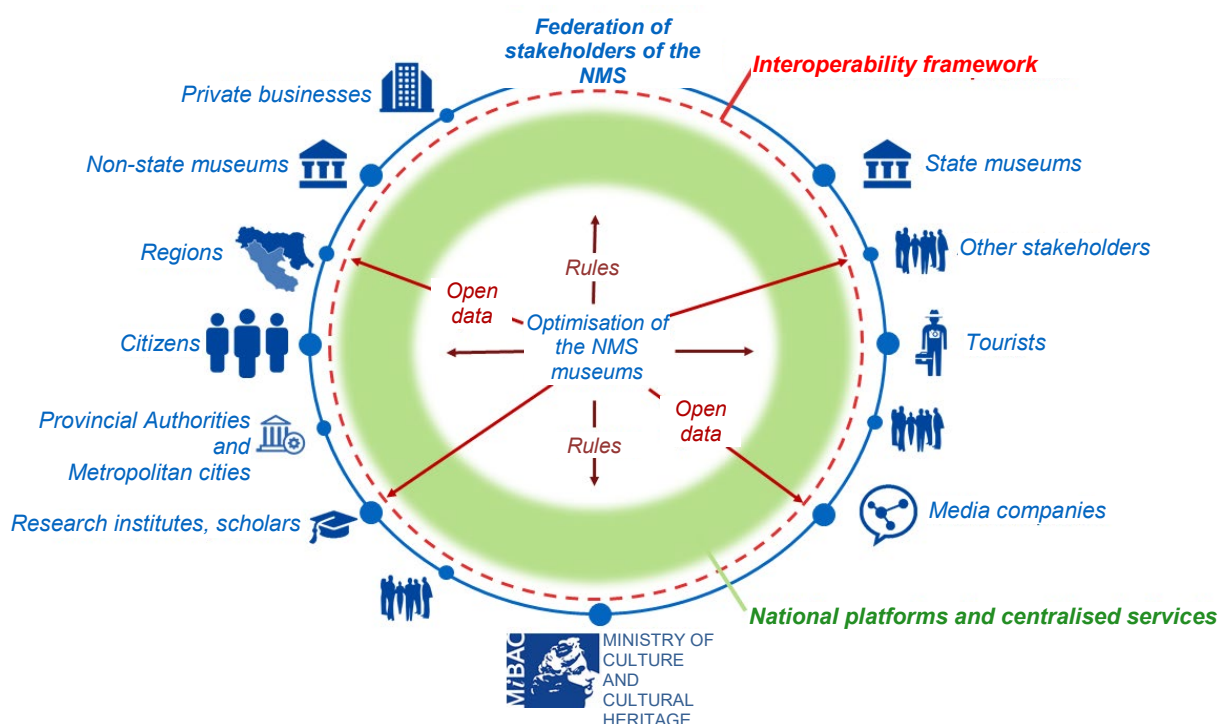 Federation of
stakeholders of the
NMS
Interoperability framework
Private businesses
Non-state museums
State museums
Regions
Other stakeholders
Rules
Open
data
Optimisation of
the NMS
museums
Citizens
Tourists
Open
data
Provincial Authorities
and
Metropolitan cities
Rules
Research institutes, scholars
Media companies
National platforms and centralised services
MiBAC
MINISTRY OF
CULTURE
AND
CULTURAL
HERITAGE